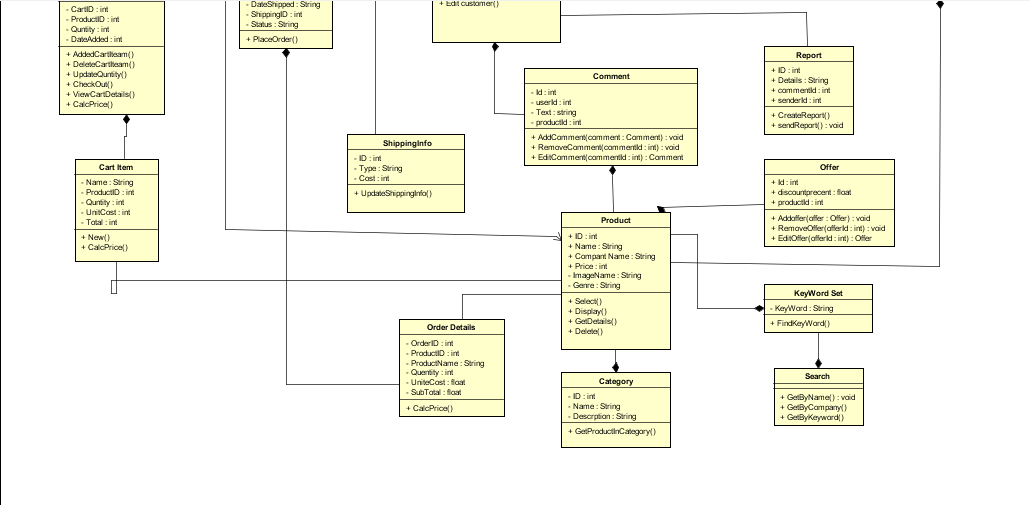 - CartID : int
- ProductID : int
- Quntity : int
- DateAdded : int
+ AddedCartIteam()
+ DeleteCartIteam()
+ UpdateQuntity()
+ CheckOut()
+ ViewCartDetails()
+ CalcPrice()
- DateShipped : String
- ShippingID : int
- Status : String
+ PlaceOrder()
+ Edit customer()
Report
+ ID : int
+ Details : String
+ commentId : int
+ senderId : int
+ CreateReport()
+ sendReport() : void
Comment
- Id : int
- userId : int
- Text : string
- productId : int
+ AddComment(comment : Comment) : void
+ RemoveComment(commentId : int) : void
+ EditComment(commentId : int) : Comment
ShippingInfo
- ID : int
- Type : String
- Cost : int
+ UpdateShippingInfo()
Cart Item
- Name : String
- ProductID : int
- Quntity : int
- UnitCost : int
- Total : int
+ New()
+ CalcPrice()
Offer
+ Id : int
+ discountprecent : float
+ productId : int
+ Addoffer(offer : Offer) : void
+ RemoveOffer(offerId : int) : void
+ EditOffer(offerId : int) : Offer
Product
+ ID : int
+ Name : String
+ Compant Name : String
+ Price : int
- ImageName : String
- Genre : String
+ Select()
+ Display()
+ GetDetails()
+ Delete()
KeyWord Set
- KeyWord : String
+ FindKeyWord()
Order Details
- OrderID : int
- ProductID : int
- ProductName : String
- Quentity : int
- UniteCost : float
- SubTotal : float
+ CalcPrice()
Category
- ID : int
- Name : String
- Descrption : String
+ GetProductInCategory()
Search
+ GetByName() : void
+ GetByCompany()
+ GetByKeyword()